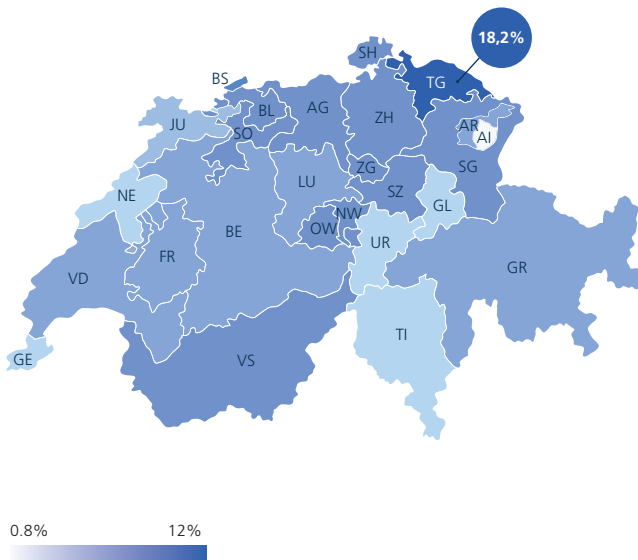 SH
18,2%
BS
TG
JU
BL
AG
ZH
SO
AR
AI
NE
LU
ZG
SZ
SG
GL
NW
OW
BE
UR
FR
GR
VD
TI
GE
VS
0.8%
12%